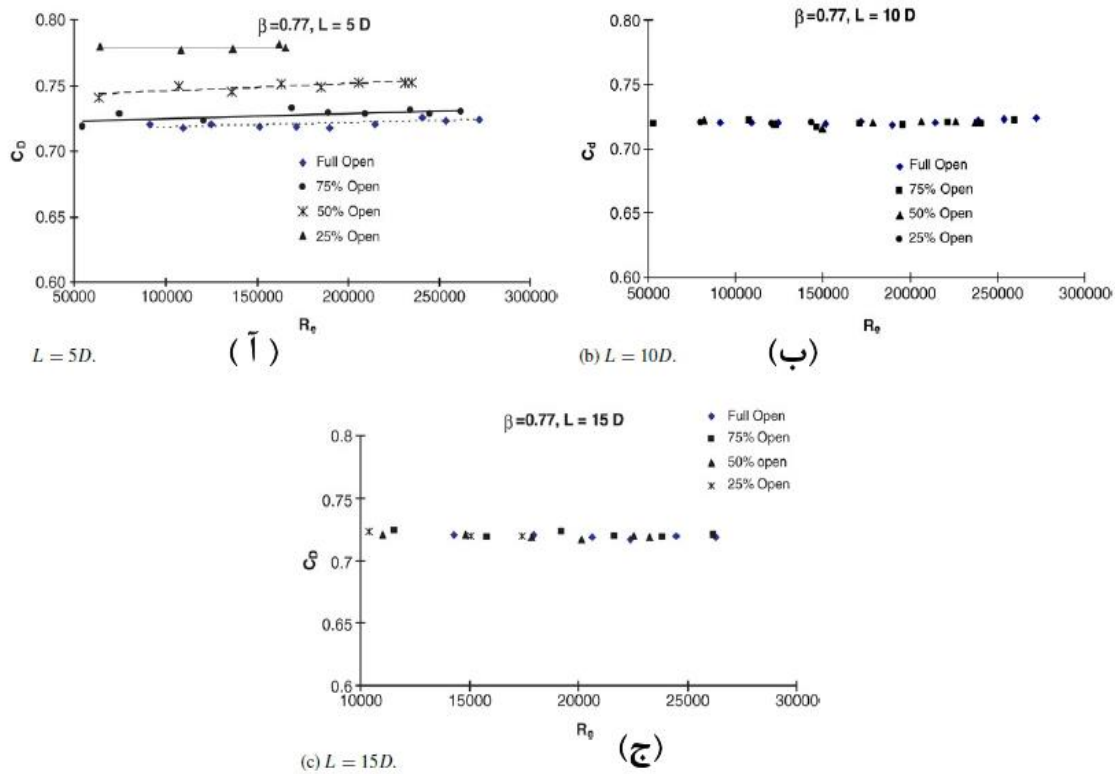 β=0.77, L = 5 D
0.80
0.75
0.70
0.65
0.60
C_D
Full Open
75% Open
50% Open
25% Open
50000 100000 150000 200000 250000 300000
R_e
L = 5D.
(آ)
β=0.77, L = 10 D
0.80
0.75
0.70
0.65
0.60
C_d
Full Open
75% Open
50% Open
25% Open
50000 100000 150000 200000 250000 300000
R_e
(b) L = 10D.
(ب)
β=0.77, L = 15 D
0.8
0.75
0.7
0.65
0.6
C_D
Full Open
75% Open
50% open
25% Open
10000 15000 20000 25000 30000
R_e
(c) L = 15D.
(ج)